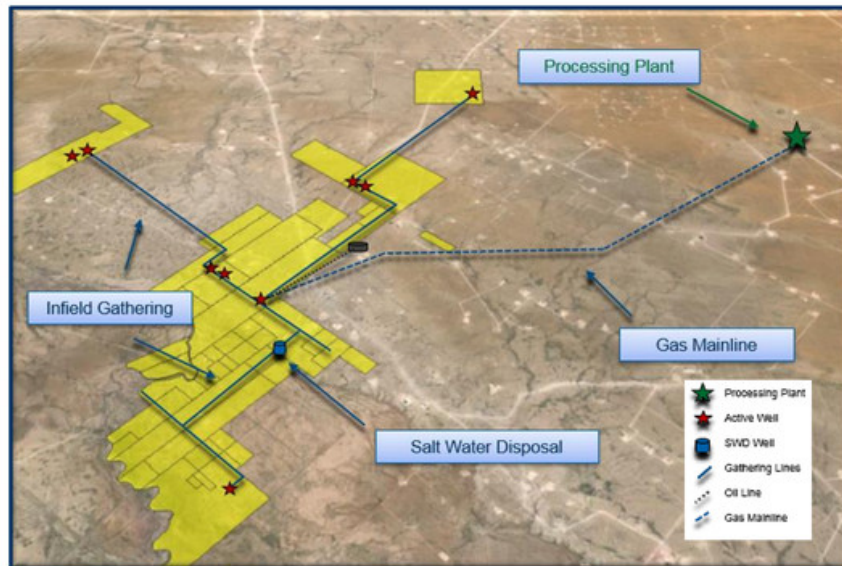 Processing Plant
Infield Gathering
Gas Mainline
Salt Water Disposal
Processing Plant
Active Well
SWD Well
Gathering Lines
Oil Line
Gas Mainline